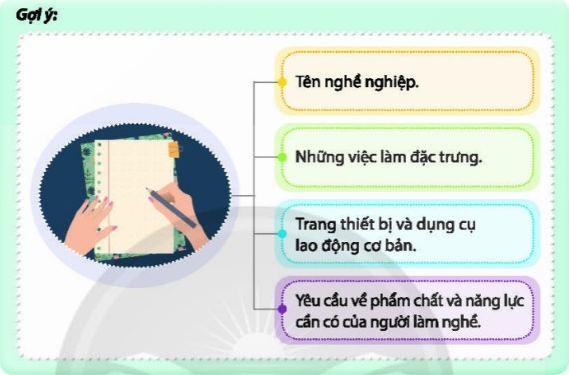 Gợi ý:
Tên nghề nghiệp.
Những việc làm đặc trưng.
Trang thiết bị và dụng cụ
lao động cơ bản.
Yêu cầu về phẩm chất và năng lực
cần có của người làm nghề.